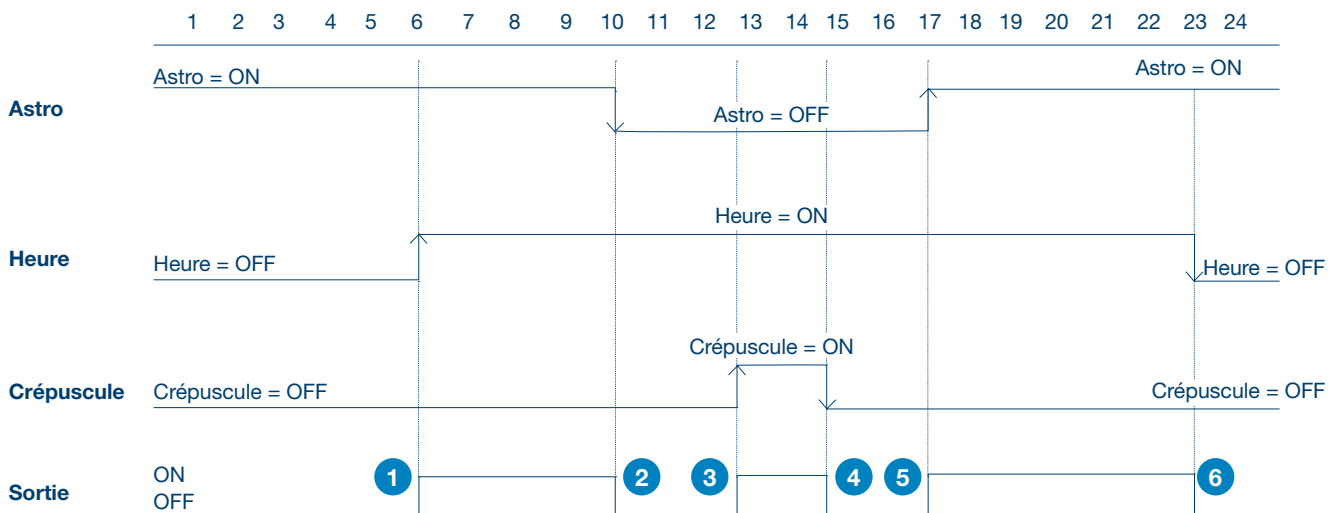 1 2 3 4 5 6 7 8 9 10 11 12 13 14 15 16 17 18 19 20 21 22 23 24
Astro = ON Astro = ON
Astro
Astro = OFF
Heure = ON
Heure
Heure = OFF Heure = OFF
Crépuscule = ON
Crépuscule Crépuscule = OFF Crépuscule = OFF
ON 1 2 3 4 5 6
Sortie
OFF